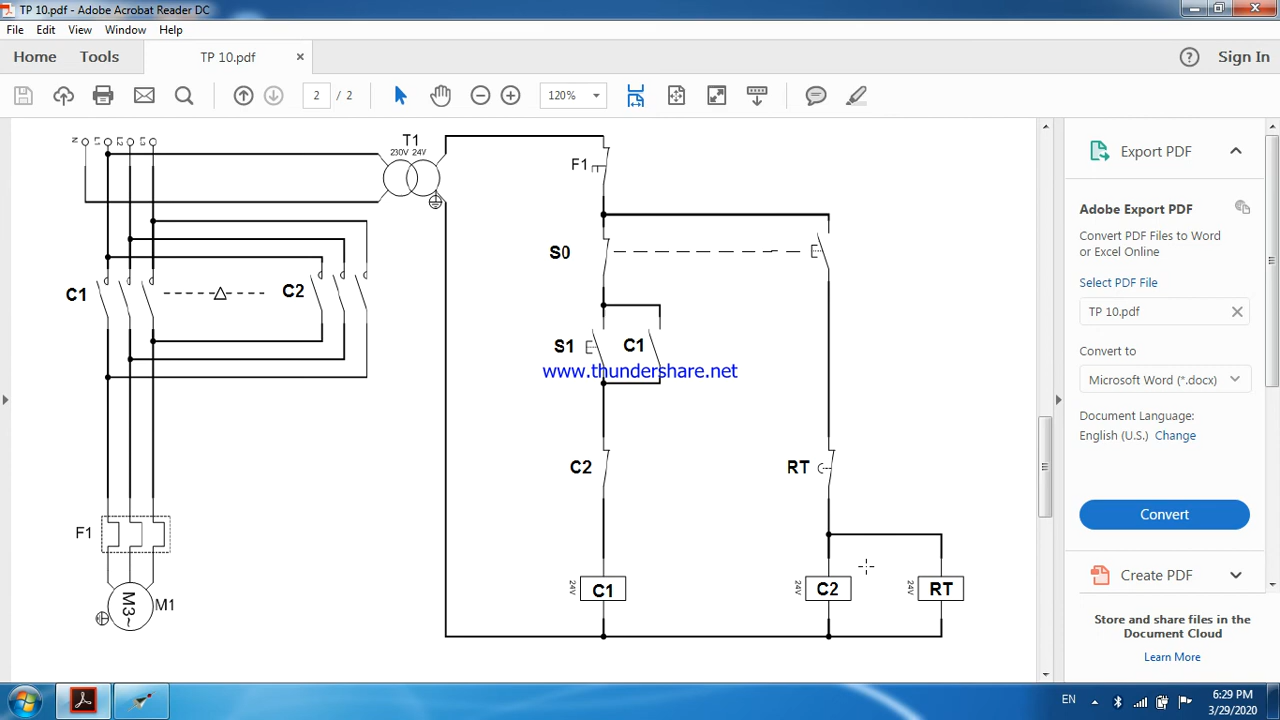 TP 10.pdf - Adobe Acrobat Reader DC
File Edit View Window Help
Home Tools TP 10.pdf × Sign In
2 / 2 120%
N L1 L2 L3
T1
230V 24V
F1
S0
C1 C2
S1 C1
www.thundershare.net
C2 RT
F1
24V C1 24V C2 24V RT
M3~ M1
Export PDF
Adobe Export PDF
Convert PDF Files to Word
or Excel Online
Select PDF File
TP 10.pdf
Convert to
Microsoft Word (*.docx)
Document Language:
English (U.S.) Change
Convert
Create PDF
Store and share files in the
Document Cloud
Learn More
EN
6:29 PM
3/29/2020